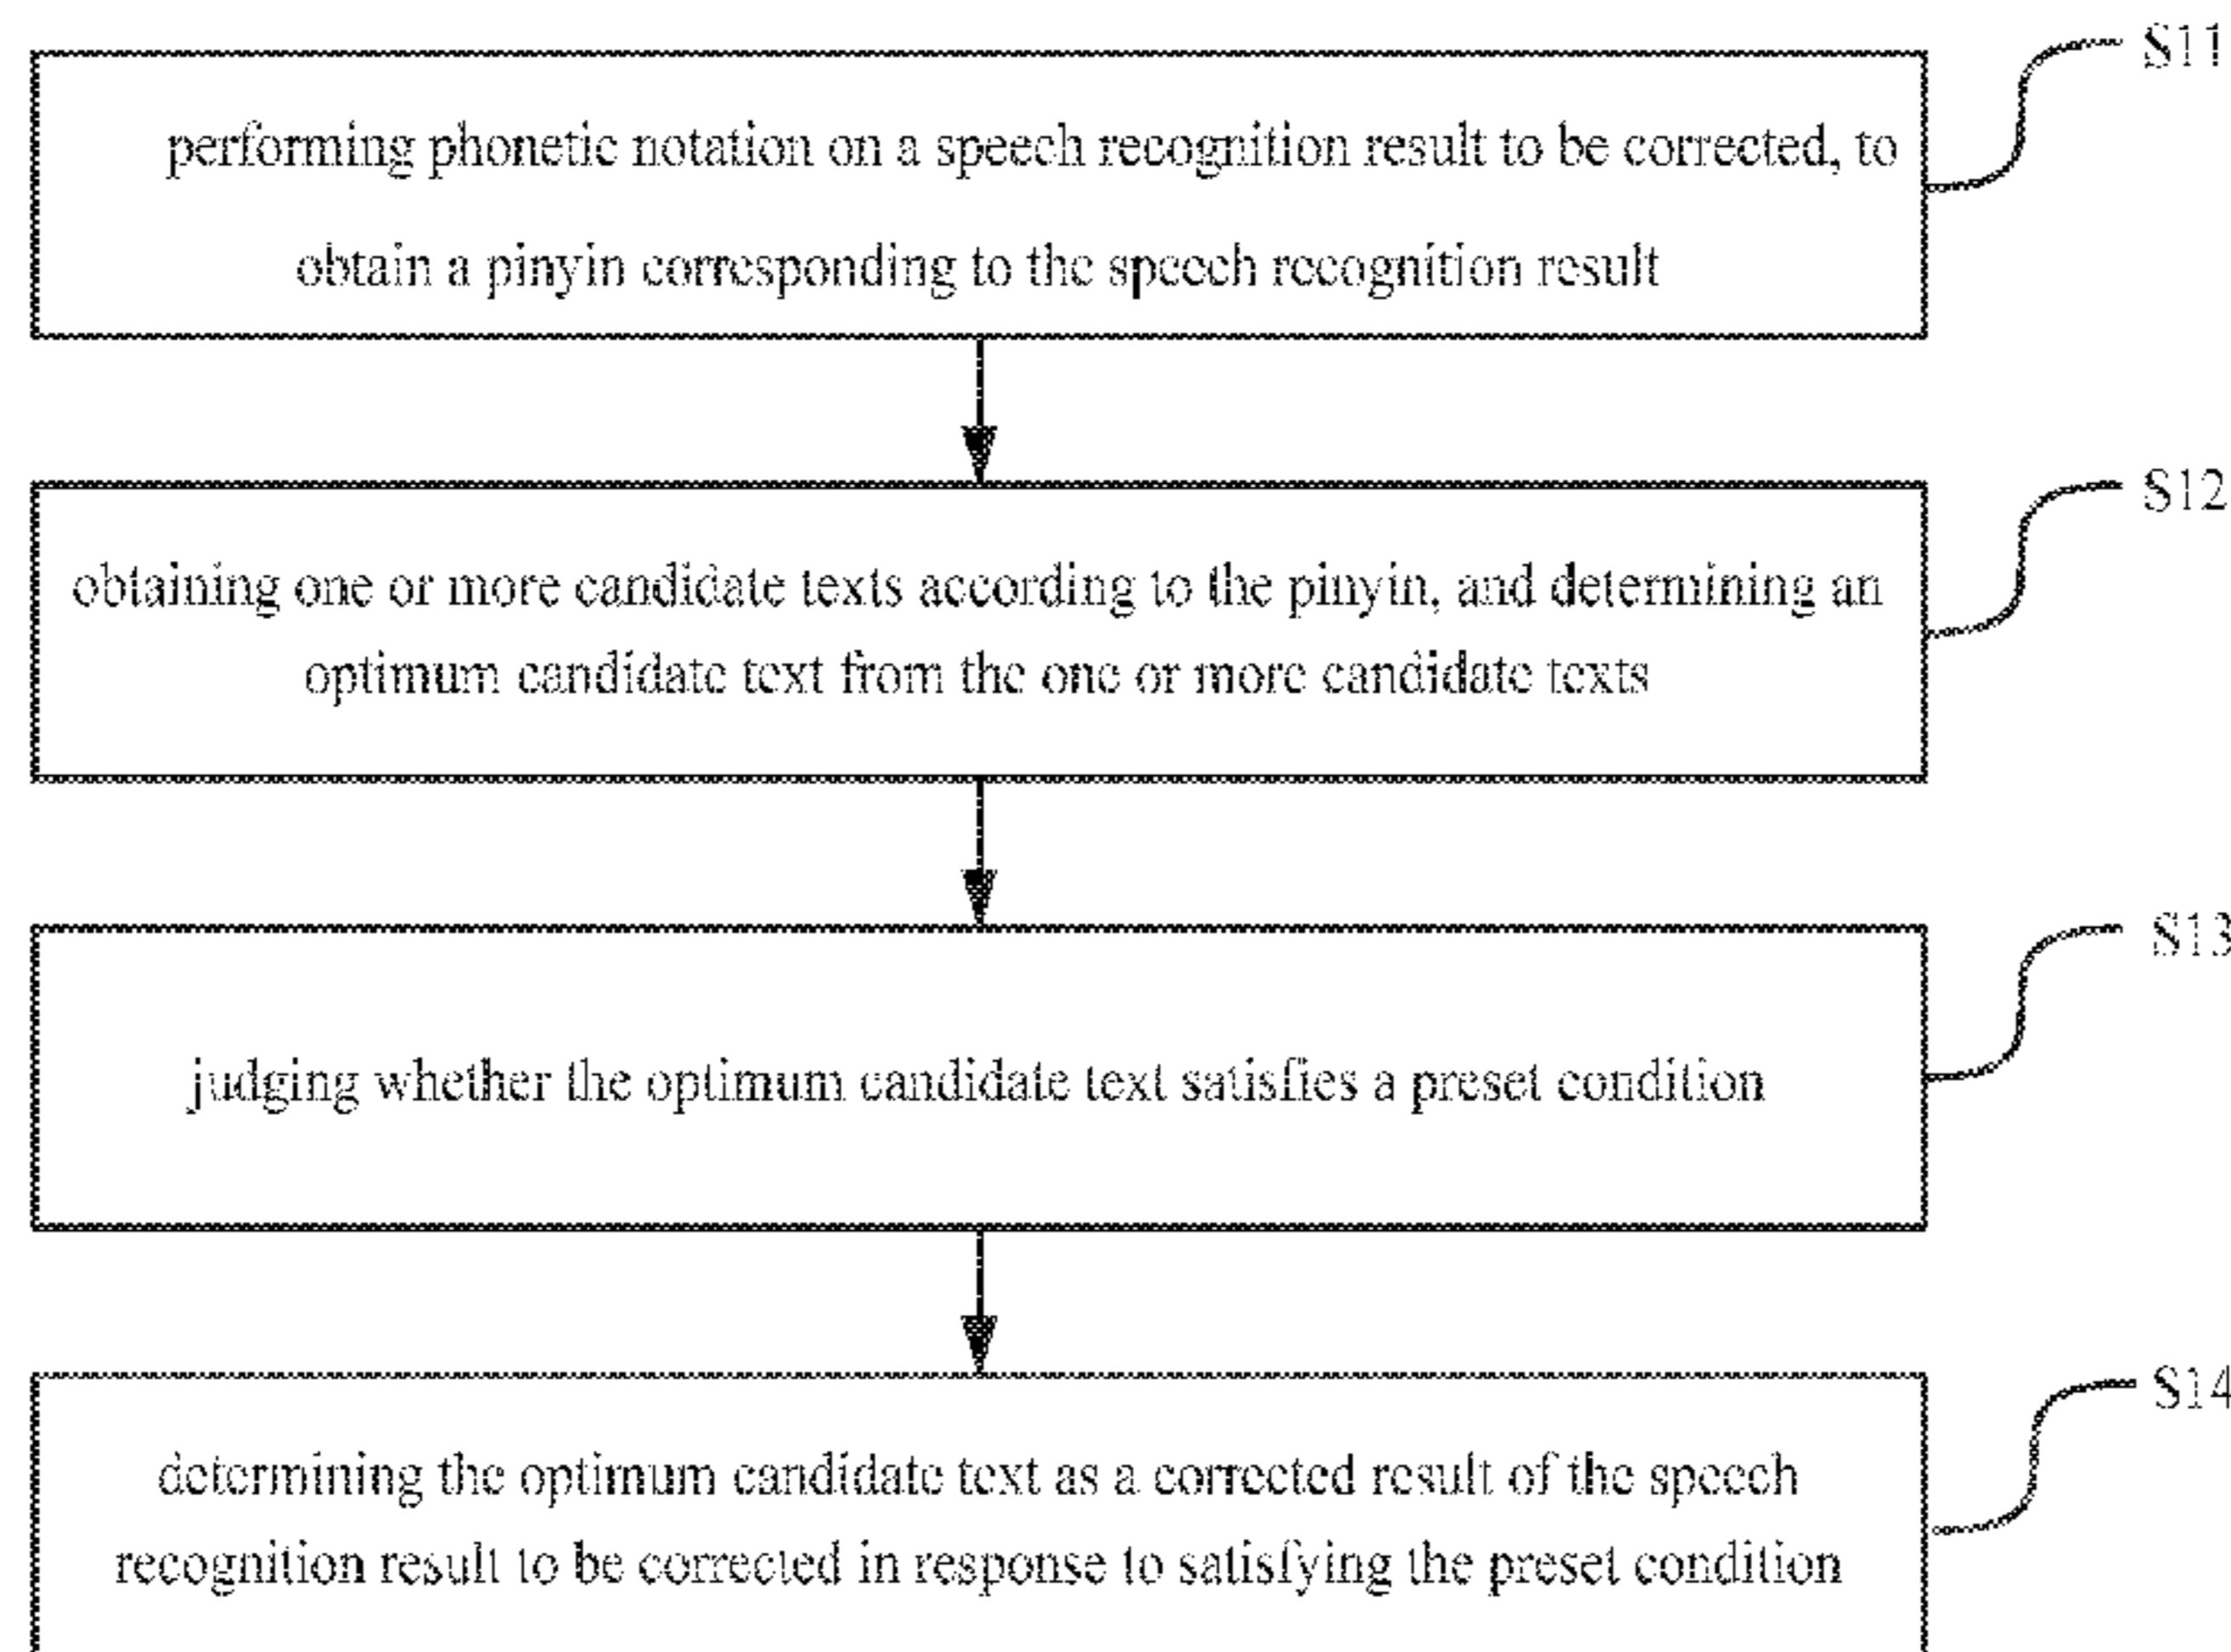 S11
performing phonetic notation on a speech recognition result to be corrected, to
obtain a pinyin corresponding to the speech recognition result
S12
obtaining one or more candidate texts according to the pinyin, and determining an
optimum candidate text from the one or more candidate texts
S13
judging whether the optimum candidate text satisfies a preset condition
S14
determining the optimum candidate text as a corrected result of the speech
recognition result to be corrected in response to satisfying the preset condition